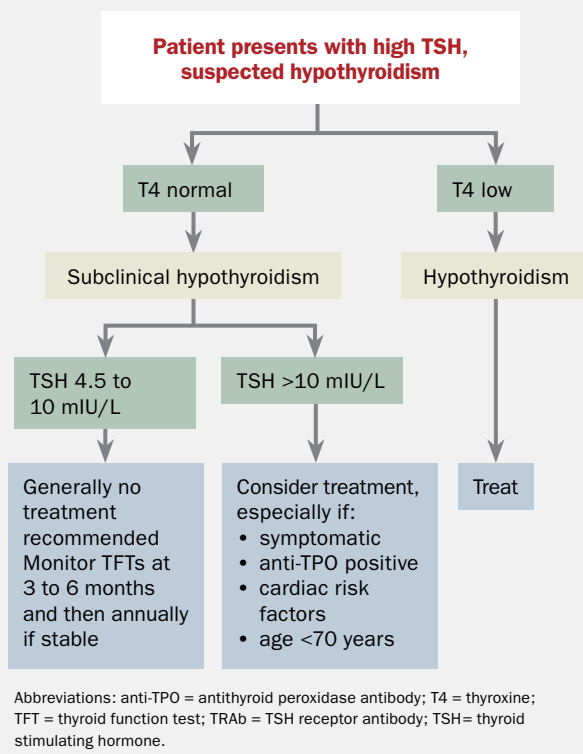 Patient presents with high TSH,
suspected hypothyroidism
T4 normal
T4 low
Subclinical hypothyroidism
Hypothyroidism
TSH 4.5 to
10 mIU/L
TSH >10 mIU/L
Generally no
treatment
recommended
Monitor TFTs at
3 to 6 months
and then annually
if stable
Consider treatment,
especially if:
• symptomatic
• anti-TPO positive
• cardiac risk
factors
• age <70 years
Treat
Abbreviations: anti-TPO = antithyroid peroxidase antibody; T4 = thyroxine;
TFT = thyroid function test; TRAb = TSH receptor antibody; TSH= thyroid
stimulating hormone.